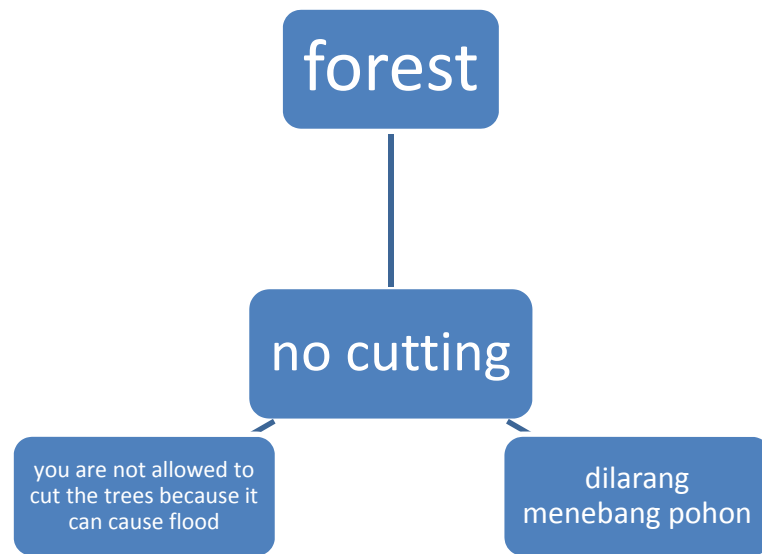 forest
no cutting
you are not allowed to
cut the trees because it
can cause flood
dilarang
menebang pohon